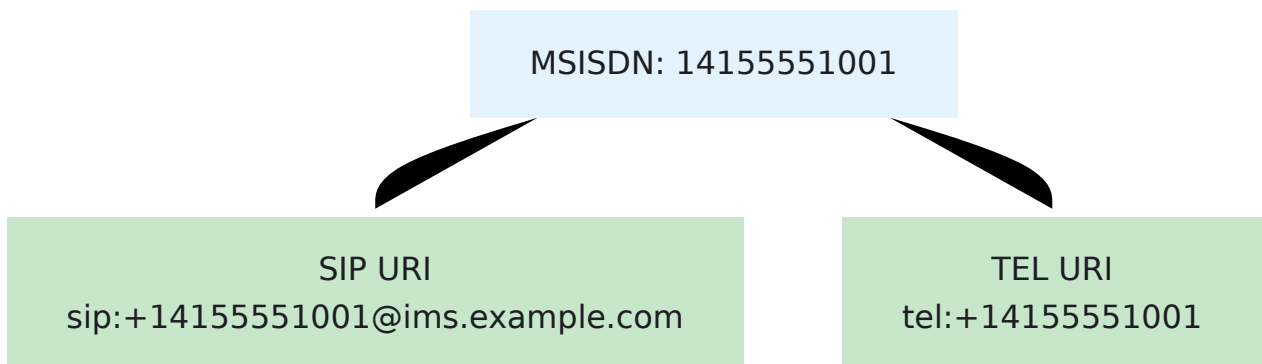 MSISDN: 14155551001
SIP URI
sip:+14155551001@ims.example.com
TEL URI
tel:+14155551001